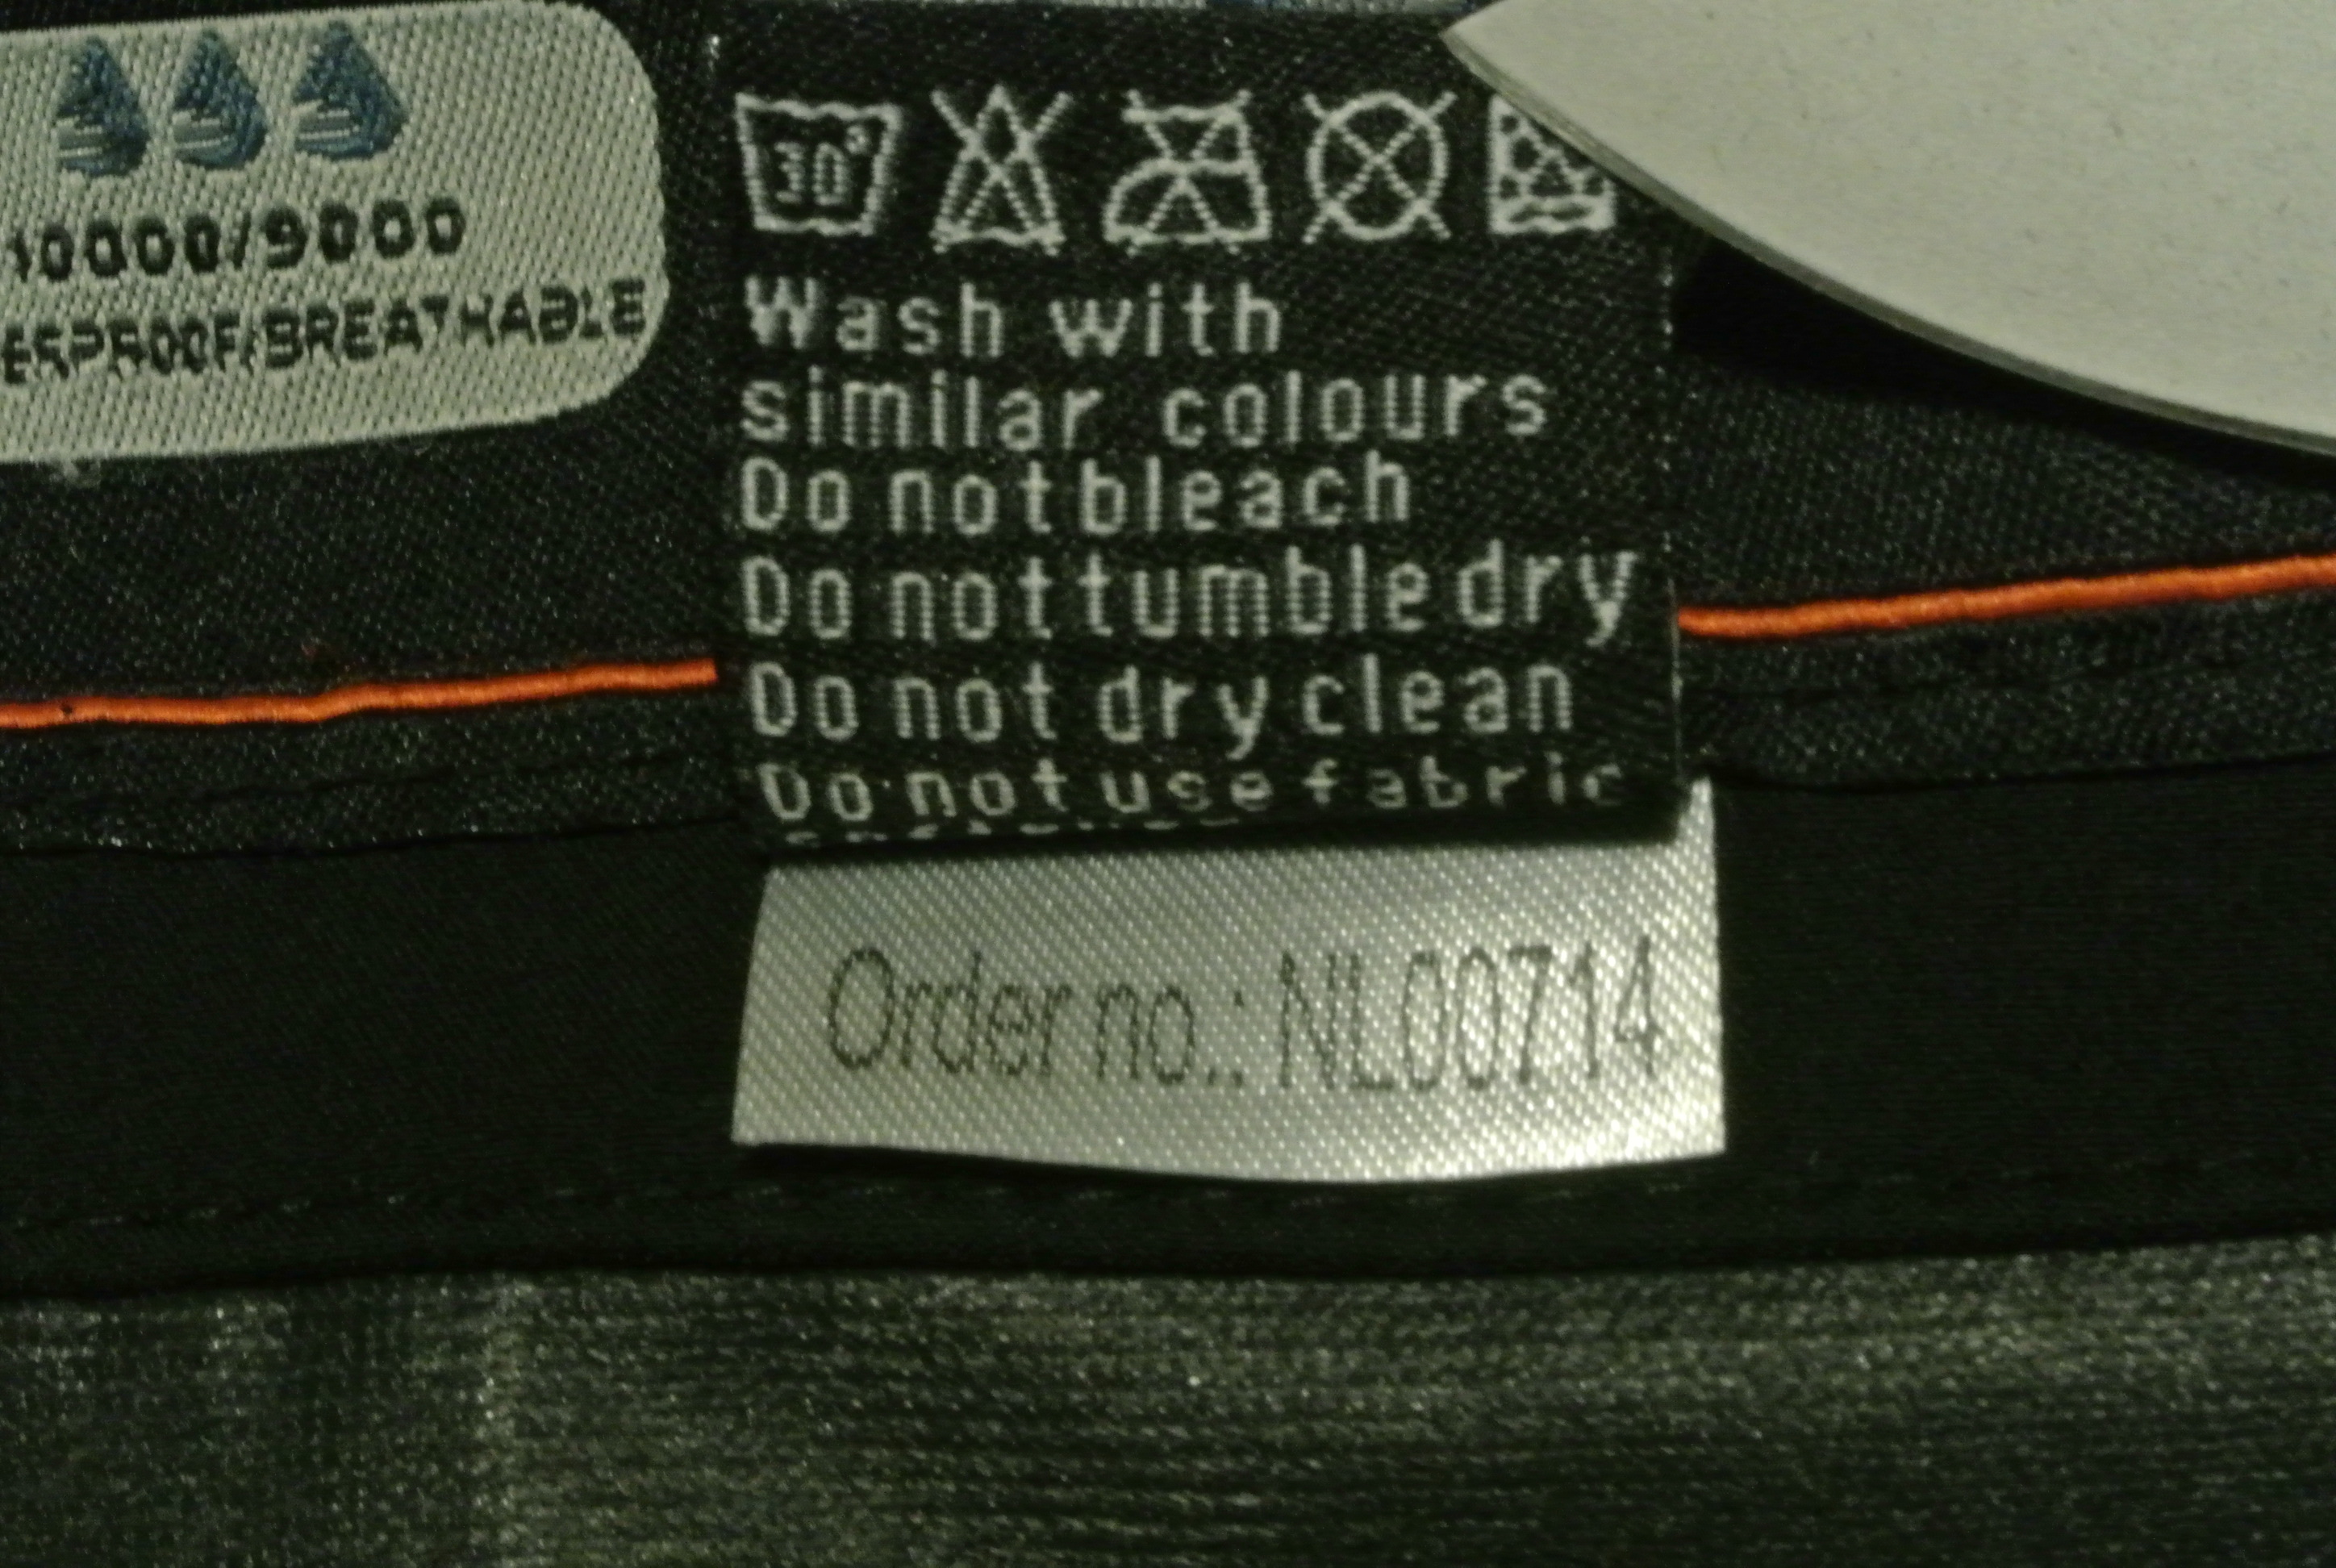 10000/9000
ERPROOF/BREATHABLE
30°
Wash with
similar colours
Do not bleach
Do not tumble dry
Do not dry clean
Do not use fabric
Order no.: NL00714